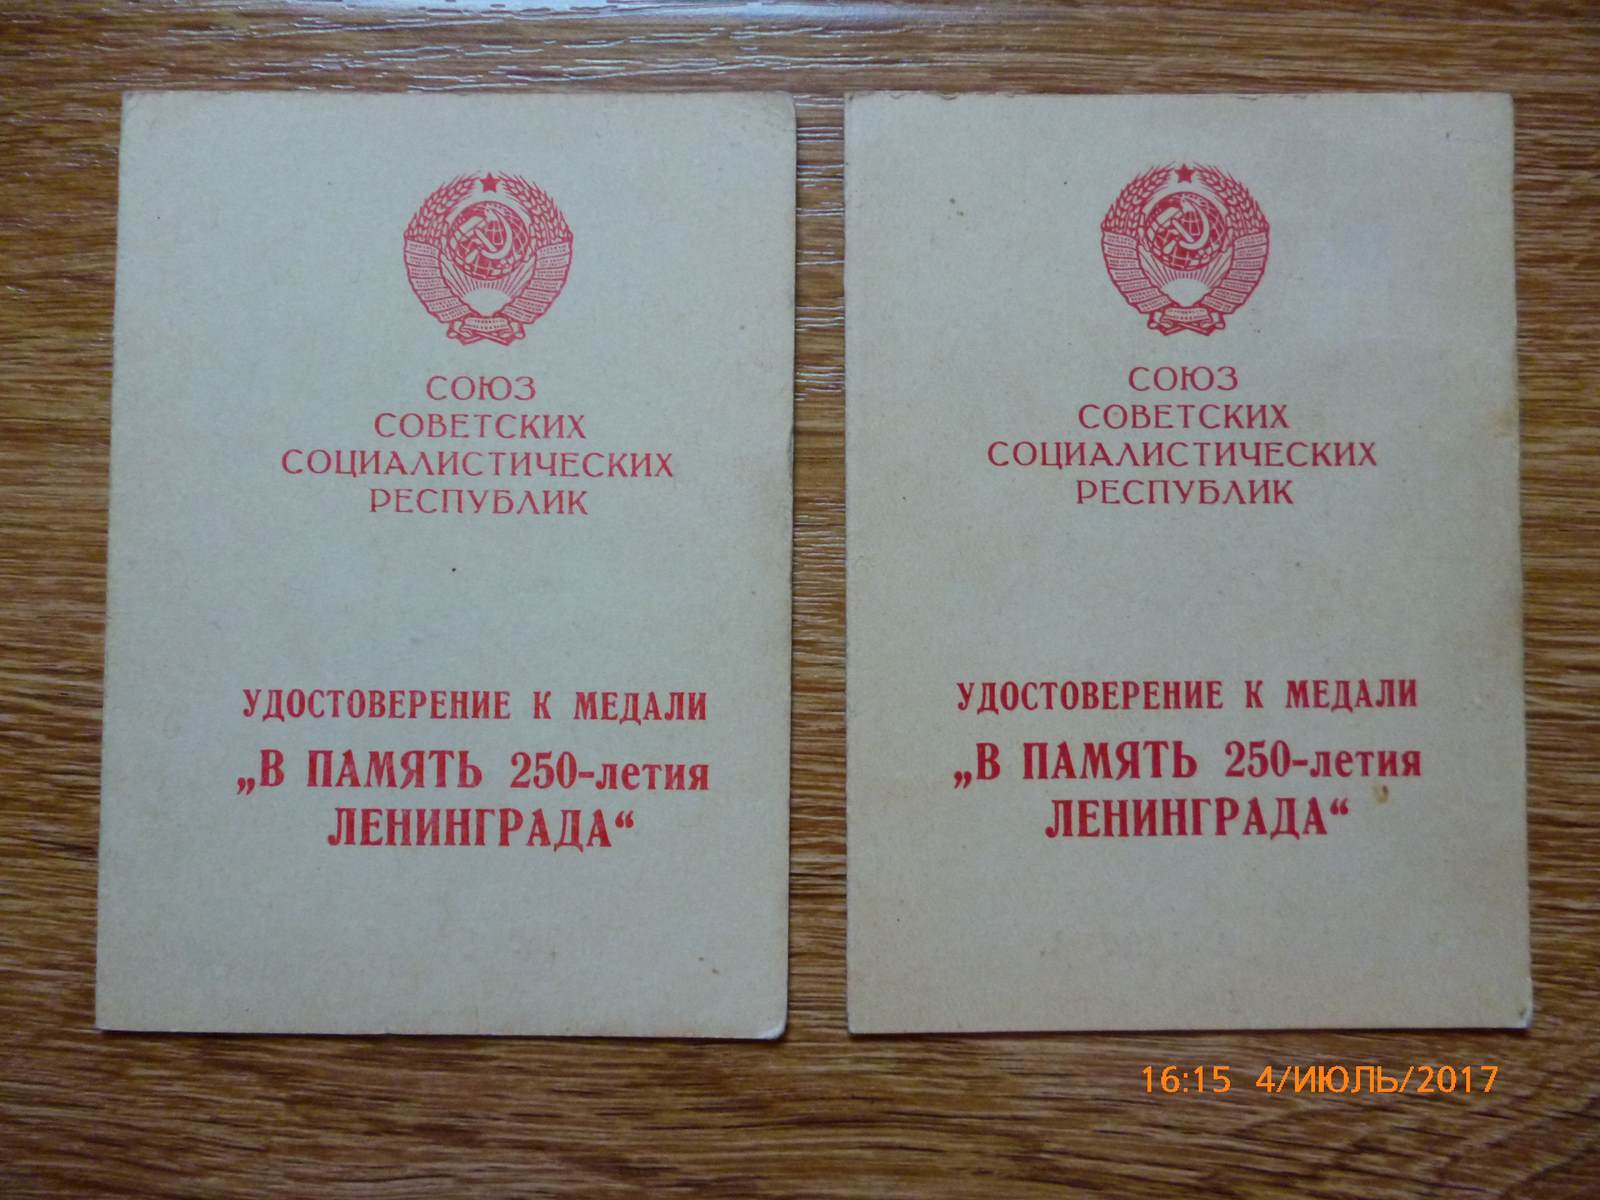 СОЮЗ
СОВЕТСКИХ
СОЦИАЛИСТИЧЕСКИХ
РЕСПУБЛИК
УДОСТОВЕРЕНИЕ К МЕДАЛИ
„В ПАМЯТЬ 250-летия
ЛЕНИНГРАДА“
СОЮЗ
СОВЕТСКИХ
СОЦИАЛИСТИЧЕСКИХ
РЕСПУБЛИК
УДОСТОВЕРЕНИЕ К МЕДАЛИ
„В ПАМЯТЬ 250-летия
ЛЕНИНГРАДА“
16:15 4/ИЮЛЬ/2017